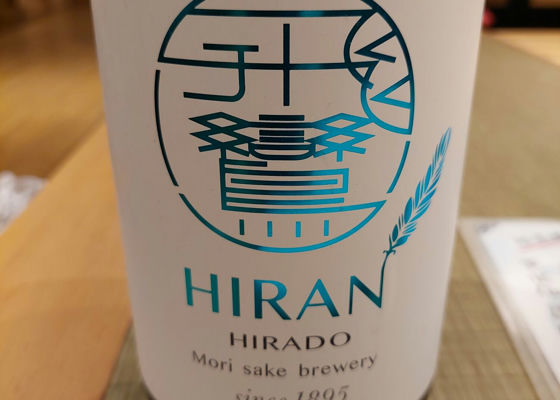 HIRAN
HIRADO
Mori sake brewery
since 1895